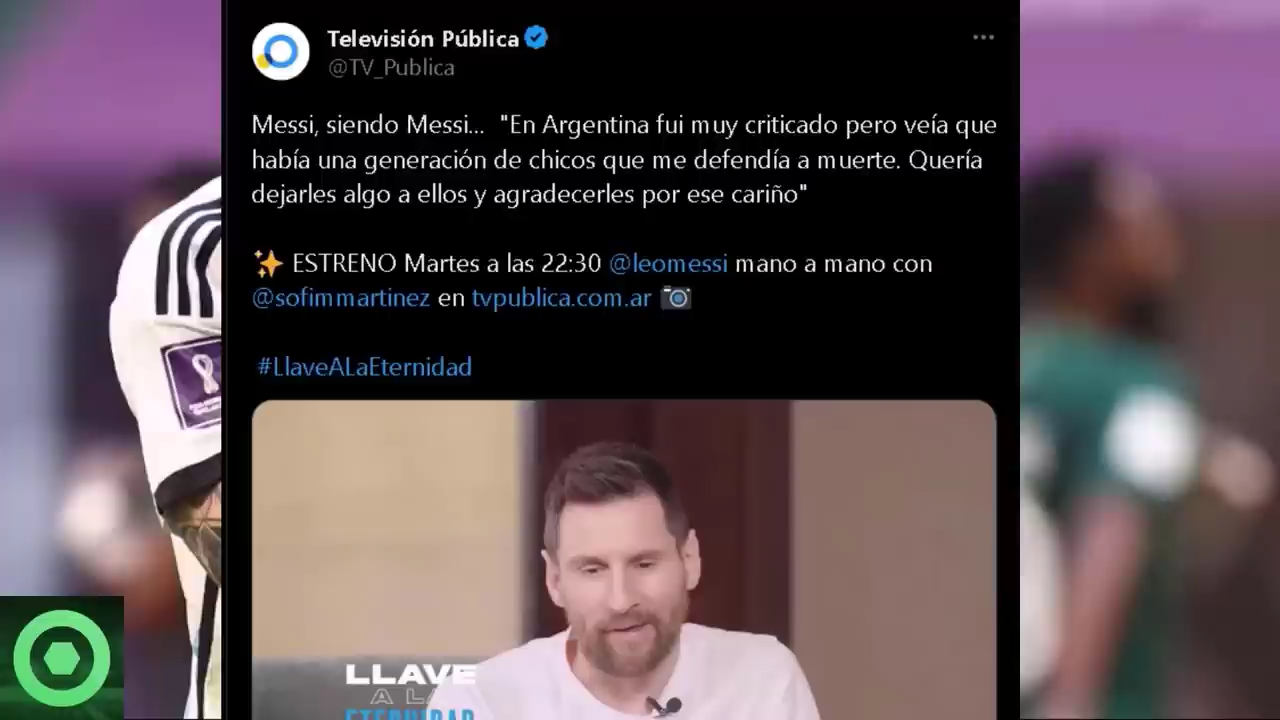 Televisión Pública
@TV_Publica
Messi, siendo Messi... "En Argentina fui muy criticado pero veía que
había una generación de chicos que me defendía a muerte. Quería
dejarles algo a ellos y agradecerles por ese cariño"
✨ ESTRENO Martes a las 22:30 @leomessi mano a mano con
@sofimmartinez en tvpublica.com.ar 📷
#LlaveALaEternidad
LLAVE
A LA
ETERNIDAD